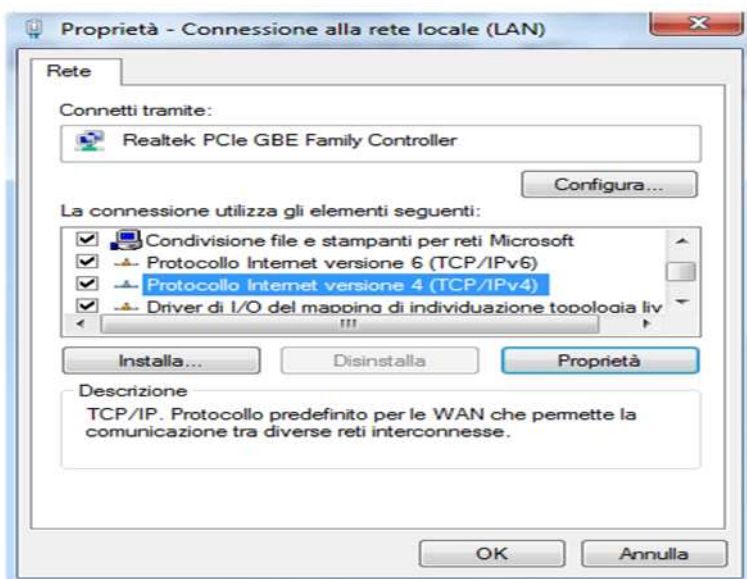 Proprietà - Connessione alla rete locale (LAN)
Rete
Connetti tramite:
Realtek PCIe GBE Family Controller
Configura...
La connessione utilizza gli elementi seguenti:
Condivisione file e stampanti per reti Microsoft
Protocollo Internet versione 6 (TCP/IPv6)
Protocollo Internet versione 4 (TCP/IPv4)
Driver di I/O del mapping di individuazione topologia liv
Installa... Disinstalla Proprietà
Descrizione
TCP/IP. Protocollo predefinito per le WAN che permette la
comunicazione tra diverse reti interconnesse.
OK Annulla